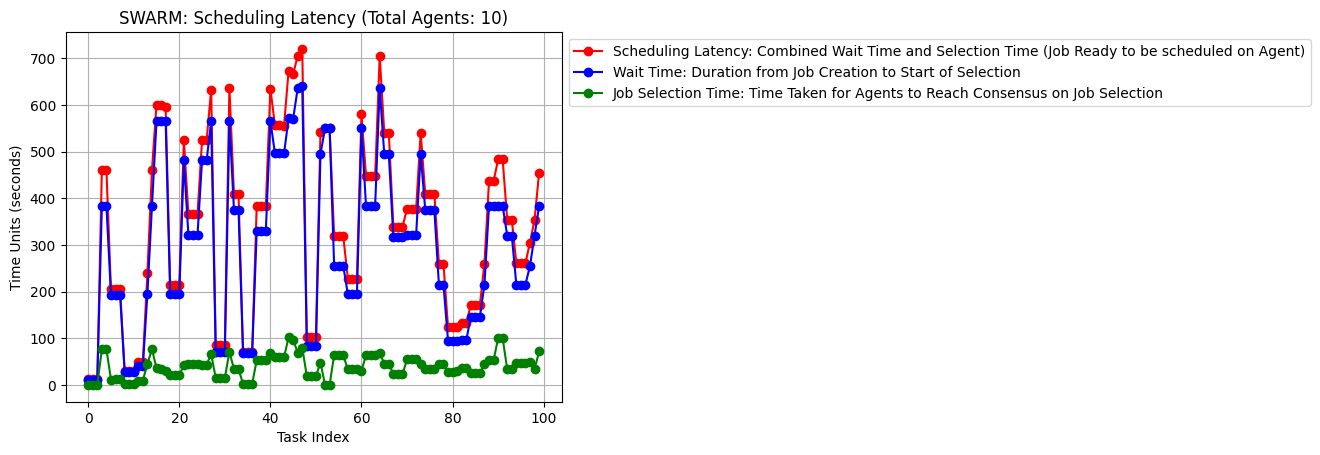 SWARM: Scheduling Latency (Total Agents: 10)
Scheduling Latency: Combined Wait Time and Selection Time (Job Ready to be scheduled on Agent)
Wait Time: Duration from Job Creation to Start of Selection
Job Selection Time: Time Taken for Agents to Reach Consensus on Job Selection
Time Units (seconds)
700
600
500
400
300
200
100
0
0 20 40 60 80 100
Task Index